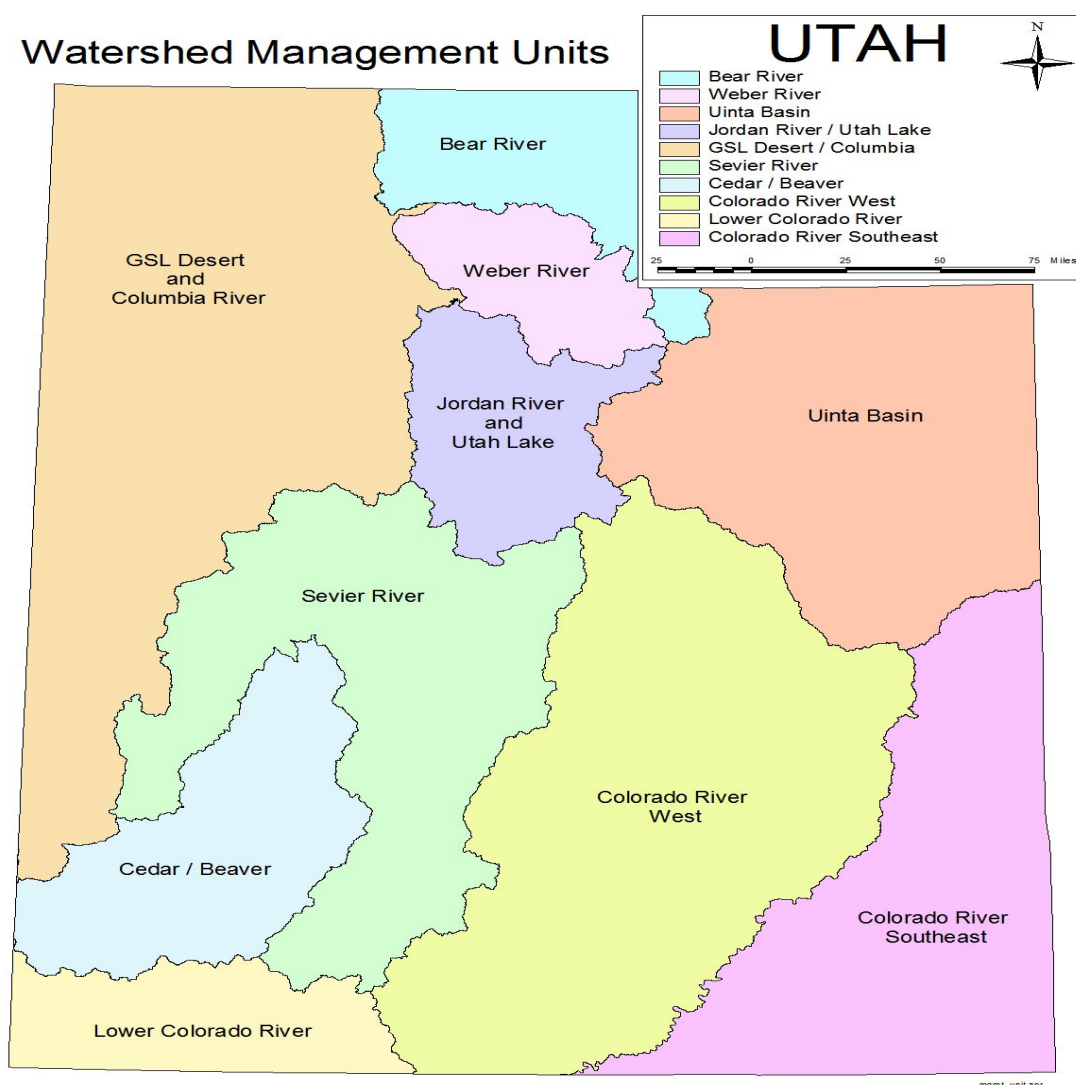 Watershed Management Units
UTAH
N
Bear River
Weber River
Uinta Basin
Jordan River / Utah Lake
GSL Desert / Columbia
Sevier River
Cedar / Beaver
Colorado River West
Lower Colorado River
Colorado River Southeast
25 0 25 50 75 Miles
Bear River
GSL Desert
and
Columbia River
Weber River
Jordan River
and
Utah Lake
Uinta Basin
Sevier River
Colorado River
West
Cedar / Beaver
Colorado River
Southeast
Lower Colorado River